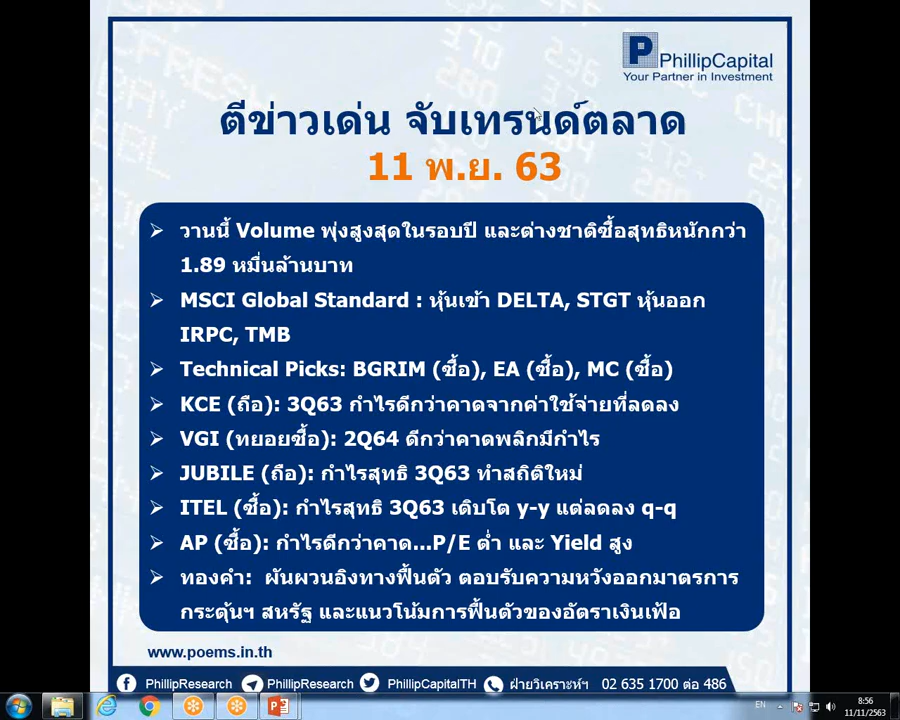 PhillipCapital
Your Partner in Investment
ตีข่าวเด่น จับเทรนด์ตลาด
11 พ.ย. 63
วานนี้ Volume พุ่งสูงสุดในรอบปี และต่างชาติซื้อสุทธิหนักกว่า
1.89 หมื่นล้านบาท
MSCI Global Standard : หุ้นเข้า DELTA, STGT หุ้นออก
IRPC, TMB
Technical Picks: BGRIM (ซื้อ), EA (ซื้อ), MC (ซื้อ)
KCE (ถือ): 3Q63 กำไรดีกว่าคาดจากค่าใช้จ่ายที่ลดลง
VGI (ทยอยซื้อ): 2Q64 ดีกว่าคาดพลิกมีกำไร
JUBILE (ถือ): กำไรสุทธิ 3Q63 ทำสถิติใหม่
ITEL (ซื้อ): กำไรสุทธิ 3Q63 เติบโต y-y แต่ลดลง q-q
AP (ซื้อ): กำไรดีกว่าคาด...P/E ต่ำ และ Yield สูง
ทองคำ: ผันผวนอิงทางฟื้นตัว ตอบรับความหวังออกมาตรการ
กระตุ้นฯ สหรัฐ และแนวโน้มการฟื้นตัวของอัตราเงินเฟ้อ
www.poems.in.th
PhillipResearch PhillipResearch PhillipCapitalTH ฝ่ายวิเคราะห์ฯ 02 635 1700 ต่อ 486
EN 8:56
11/11/2563